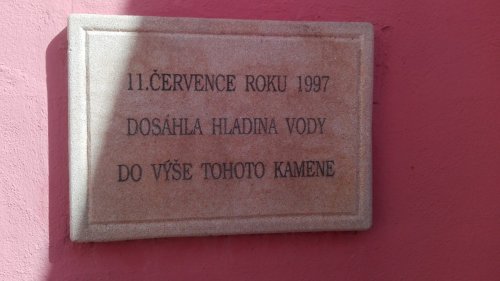 11.ČERVENCE ROKU 1997
DOSÁHLA HLADINA VODY
DO VÝŠE TOHOTO KAMENE